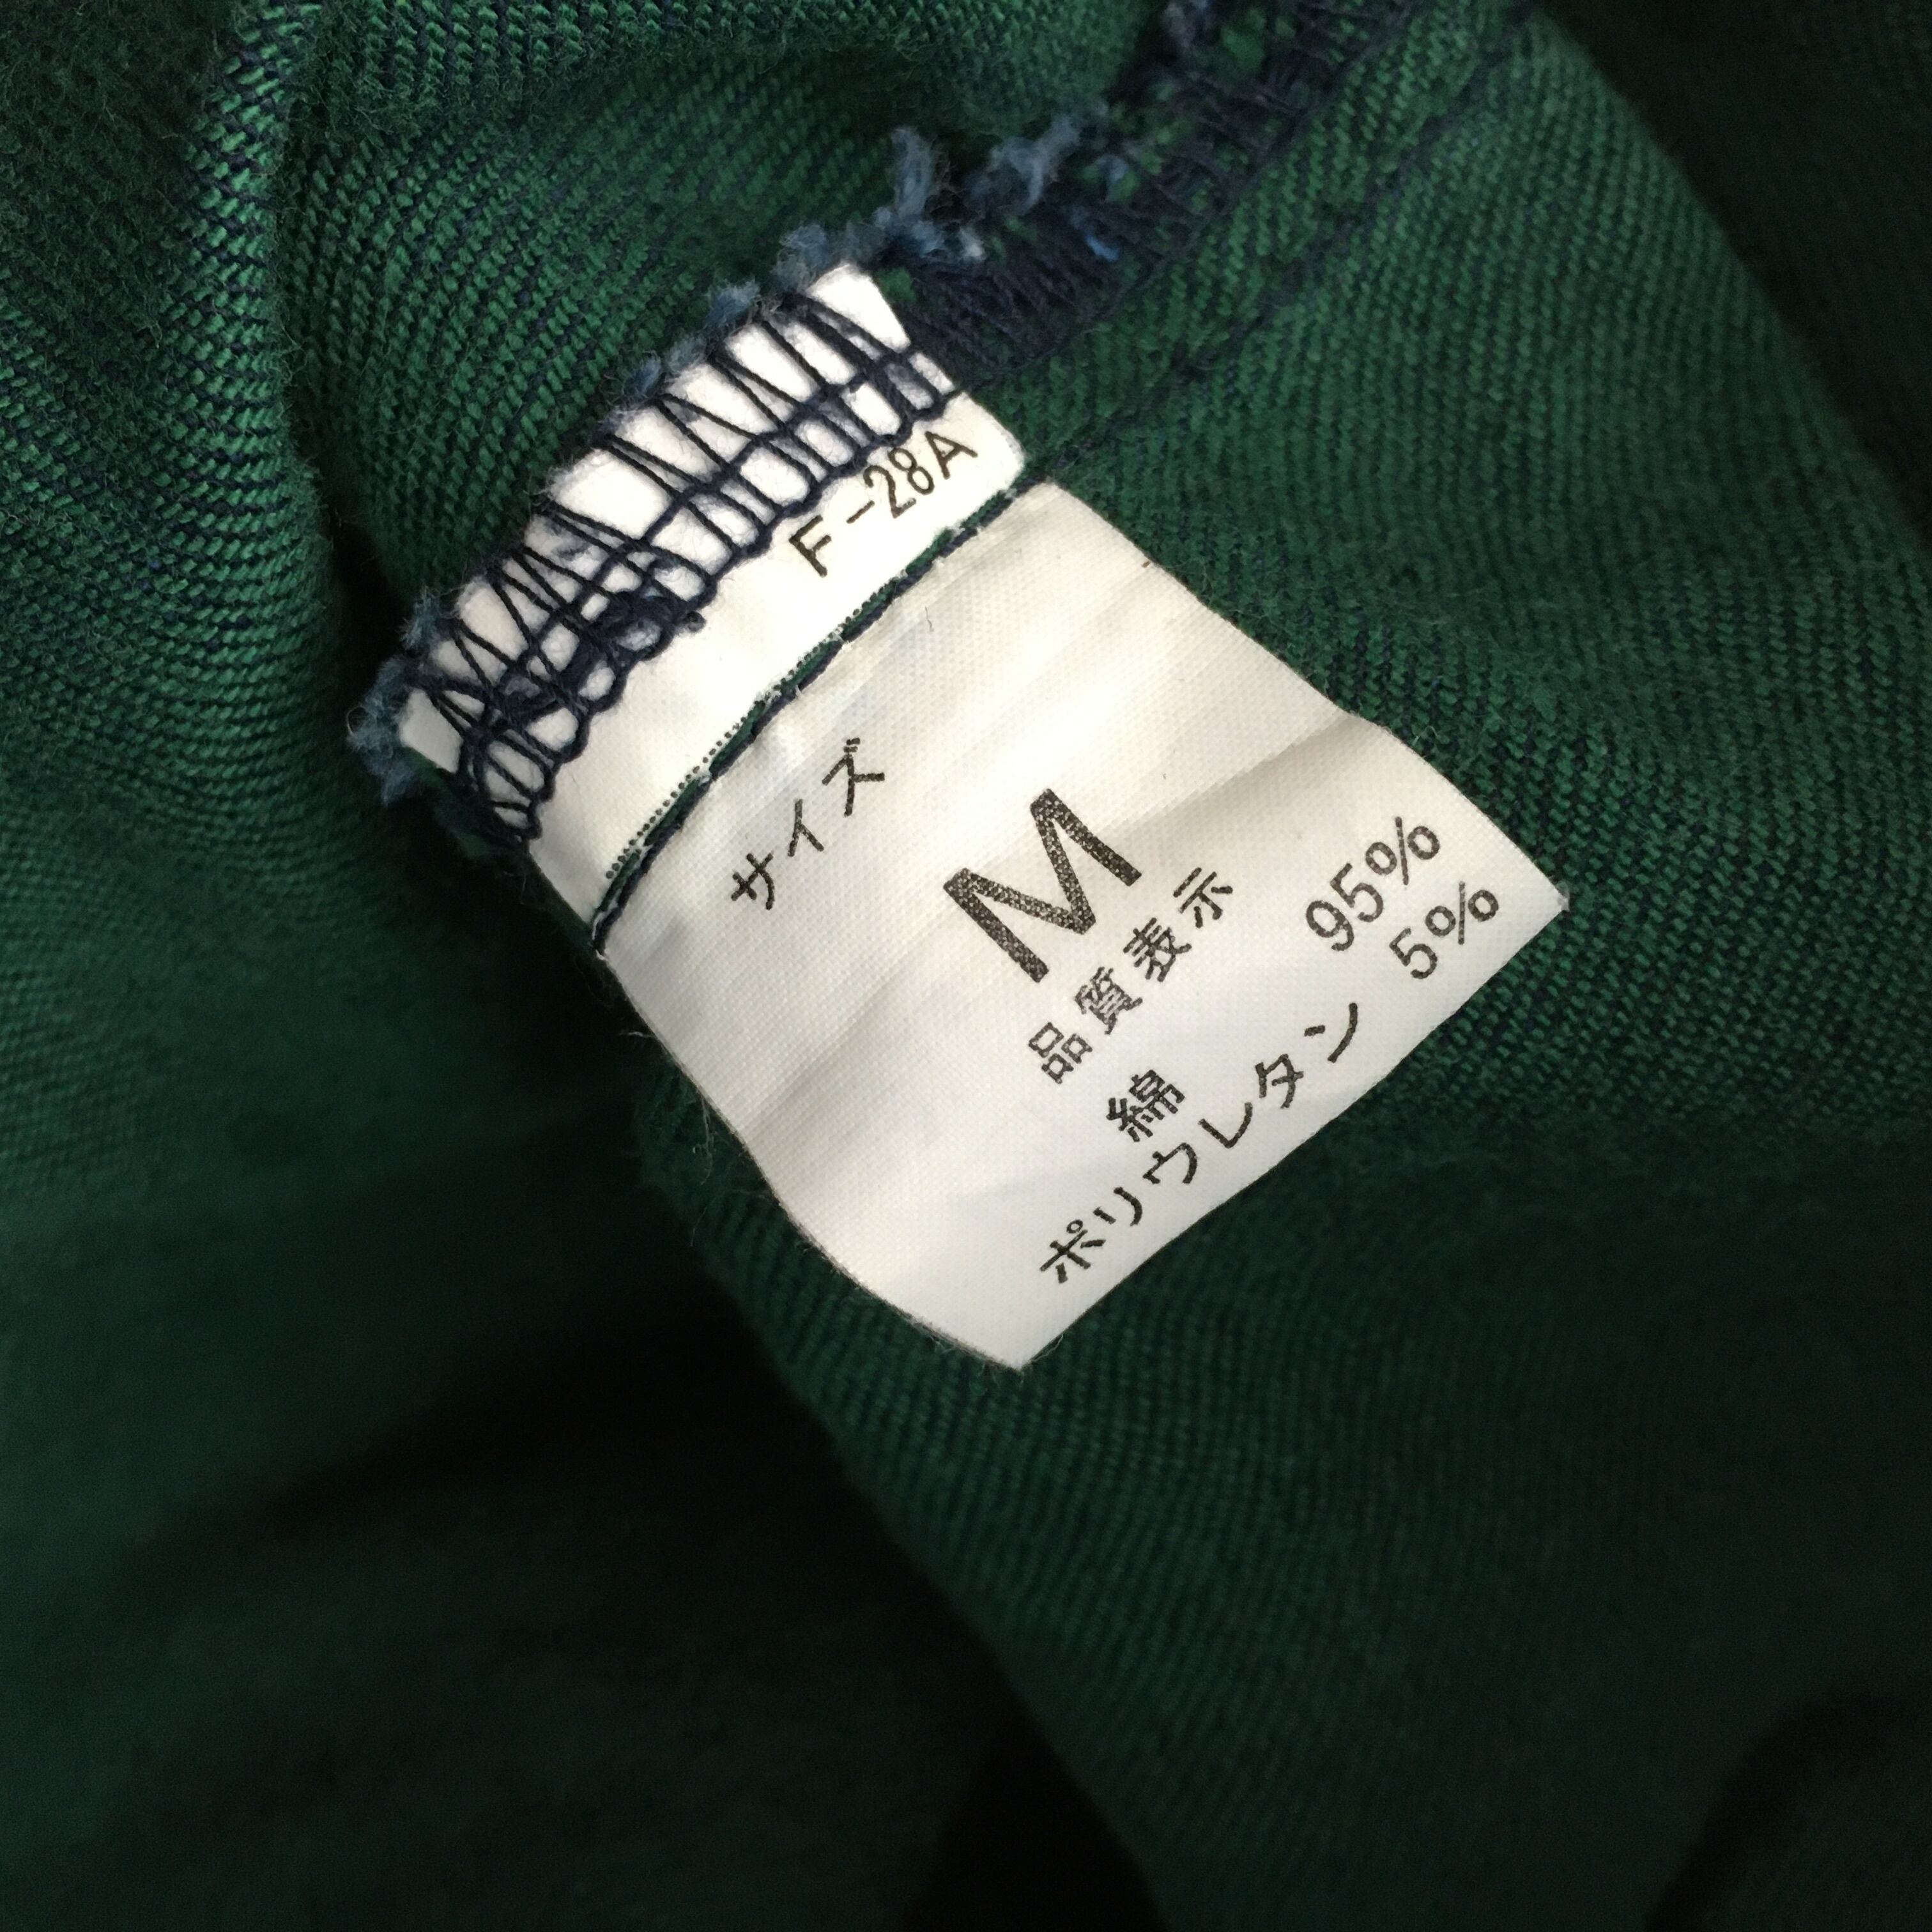 F-28A
サイズ
M
品質表示
綿 95%
ポリウレタン 5%